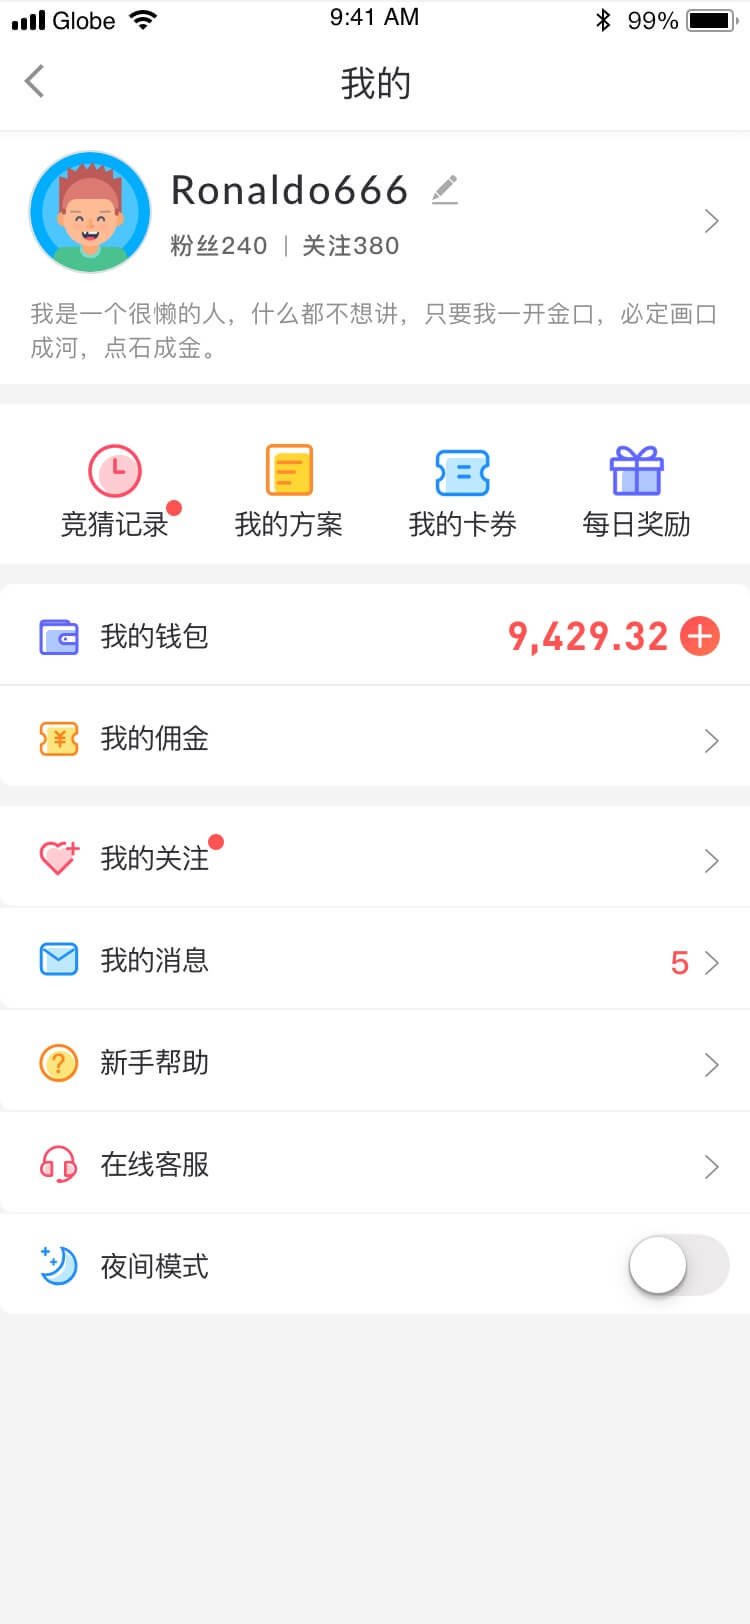 Globe 9:41 AM 99%
我的
Ronaldo666
粉丝240 | 关注380
我是一个很懒的人，什么都不想讲，只要我一开金口，必定画口
成河，点石成金。
竞猜记录 我的方案 我的卡券 每日奖励
我的钱包 9,429.32
¥ 我的佣金
我的关注
我的消息 5
? 新手帮助
在线客服
夜间模式